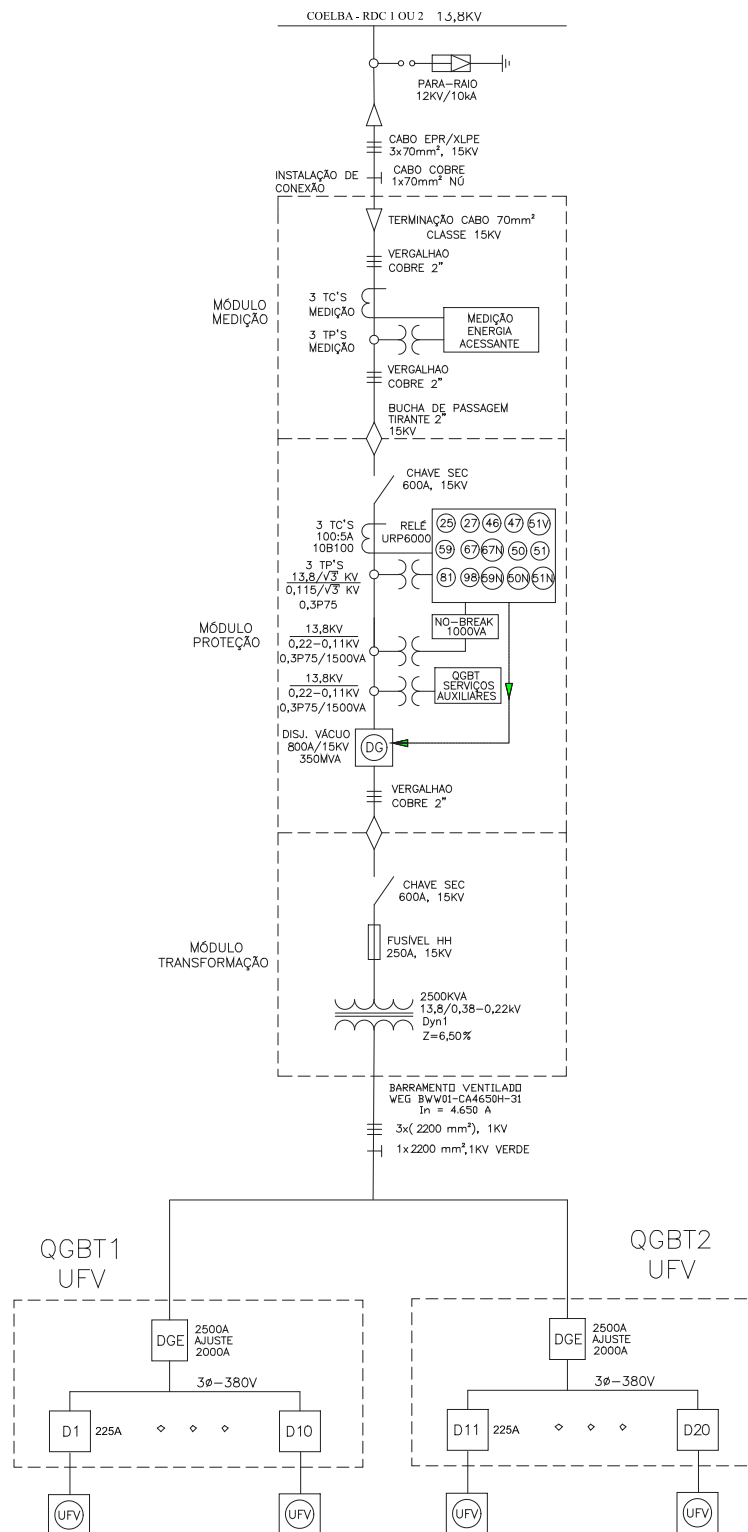 COELBA - RDC 1 OU 2 13,8KV
PARA-RAIO
12KV/10kA
CABO EPR/XLPE
3x70mm², 15KV
INSTALAÇÃO DE
CONEXÃO
CABO COBRE
1x70mm² NÚ
TERMINAÇÃO CABO 70mm²
CLASSE 15KV
VERGALHAO
COBRE 2"
MÓDULO
MEDIÇÃO
3 TC'S
MEDIÇÃO
3 TP'S
MEDIÇÃO
MEDIÇÃO
ENERGIA
ACESSANTE
VERGALHAO
COBRE 2"
BUCHA DE PASSAGEM
TIRANTE 2"
15KV
CHAVE SEC
600A, 15KV
3 TC'S
100:5A
10B100
RELÉ
URP6000
25 27 46 47 51V
59 67 67N 50 51
81 98 59N 50N 51N
3 TP'S
13,8/√3 KV
0,115/√3 KV
0,3P75
MÓDULO
PROTEÇÃO
NO-BREAK
1000VA
13,8KV
0,22-0,11KV
0,3P75/1500VA
13,8KV
0,22-0,11KV
0,3P75/1500VA
QGBT
SERVIÇOS
AUXILIARES
DISJ. VÁCUO
800A/15KV
350MVA
DG
VERGALHAO
COBRE 2"
CHAVE SEC
600A, 15KV
MÓDULO
TRANSFORMAÇÃO
FUSÍVEL HH
250A, 15KV
2500KVA
13,8/0,38-0,22kV
Dyn1
Z=6,50%
BARRAMENTO VENTILADO
WEG BWW01-CA4650H-31
In = 4.650 A
3x(2200 mm²), 1KV
1x2200 mm²,1KV VERDE
QGBT1
UFV
QGBT2
UFV
DGE
2500A
AJUSTE
2000A
3ø-380V
D1
225A
D10
UFV
UFV
DGE
2500A
AJUSTE
2000A
3ø-380V
D11
225A
D20
UFV
UFV